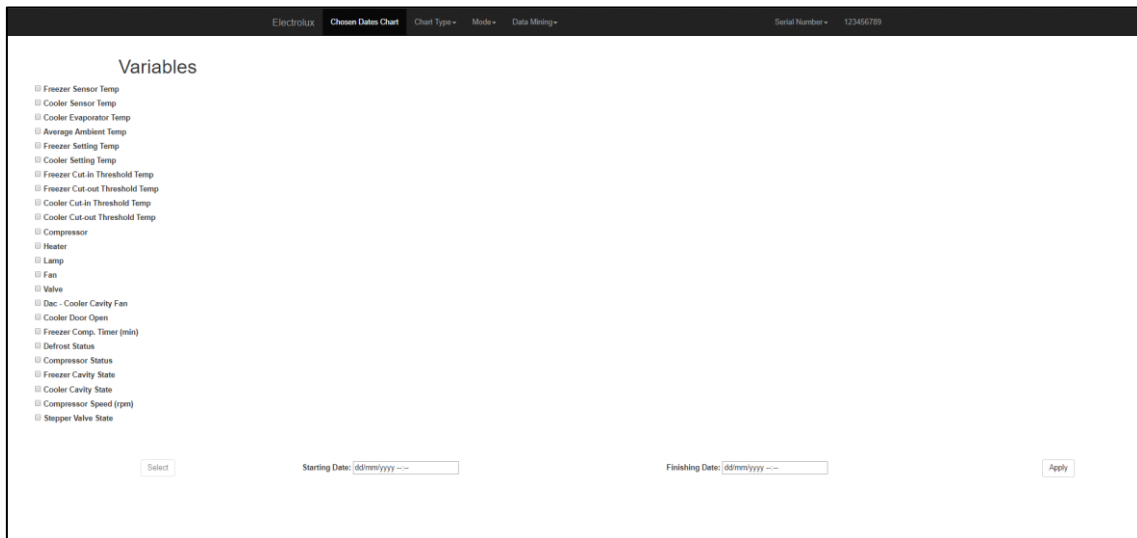 Electrolux Chosen Dates Chart Chart Type Mode Data Mining Serial Number 123456789
Variables
Freezer Sensor Temp
Cooler Sensor Temp
Cooler Evaporator Temp
Average Ambient Temp
Freezer Setting Temp
Cooler Setting Temp
Freezer Cut-in Threshold Temp
Freezer Cut-out Threshold Temp
Cooler Cut-in Threshold Temp
Cooler Cut-out Threshold Temp
Compressor
Heater
Lamp
Fan
Valve
Dac - Cooler Cavity Fan
Cooler Door Open
Freezer Comp. Timer (min)
Defrost Status
Compressor Status
Freezer Cavity State
Cooler Cavity State
Compressor Speed (rpm)
Stepper Valve State
Select Starting Date: dd/mm/yyyy --:-- Finishing Date: dd/mm/yyyy --:-- Apply